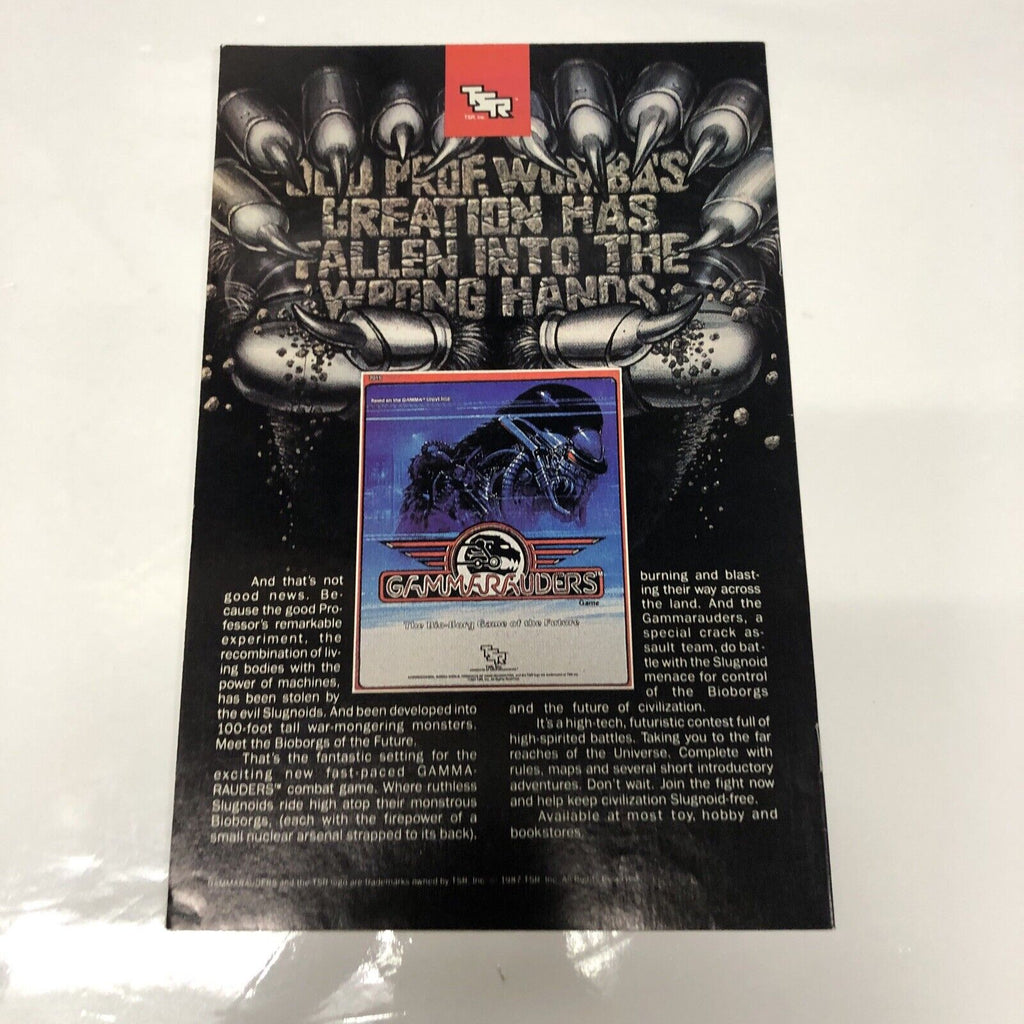 TSR
TSR, Inc.
OLD PROF. WOMBA'S
CREATION HAS
FALLEN INTO THE
WRONG HANDS.
Based on the GAMMA™ UNIVERSE
GAMMARAUDERS™
Game
The Bio-Borg Game of the Future
TSR
And that's not
good news. Be-
cause the good Pro-
fessor's remarkable
experiment, the
recombination of liv-
ing bodies with the
power of machines,
has been stolen by
the evil Slugnoids. And been developed into
100-foot tall war-mongering monsters.
Meet the Bioborgs of the Future.
That's the fantastic setting for the
exciting new fast-paced GAMMA-
RAUDERS™ combat game. Where ruthless
Slugnoids ride high atop their monstrous
Bioborgs, (each with the firepower of a
small nuclear arsenal strapped to its back),
burning and blast-
ing their way across
the land. And the
Gammarauders, a
special crack as-
sault team, do bat-
tle with the Slugnoid
menace for control
of the Bioborgs
and the future of civilization.
It's a high-tech, futuristic contest full of
high-spirited battles. Taking you to the far
reaches of the Universe. Complete with
rules, maps and several short introductory
adventures. Don't wait. Join the fight now
and help keep civilization Slugnoid-free.
Available at most toy, hobby and
bookstores.
GAMMARAUDERS and the TSR logo are trademarks owned by TSR, Inc. 1987 TSR, Inc. All Rights Reserved.